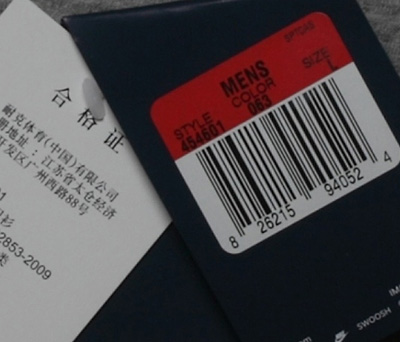 合格证
耐克体育(中国)有限公司
江苏省太仓经济
开发区广州西路88号
2853-2009
类
SPTCAS
MENS
SIZE
COLOR
L
STYLE
063
454601
8 26215 94052 4
SWOOSH